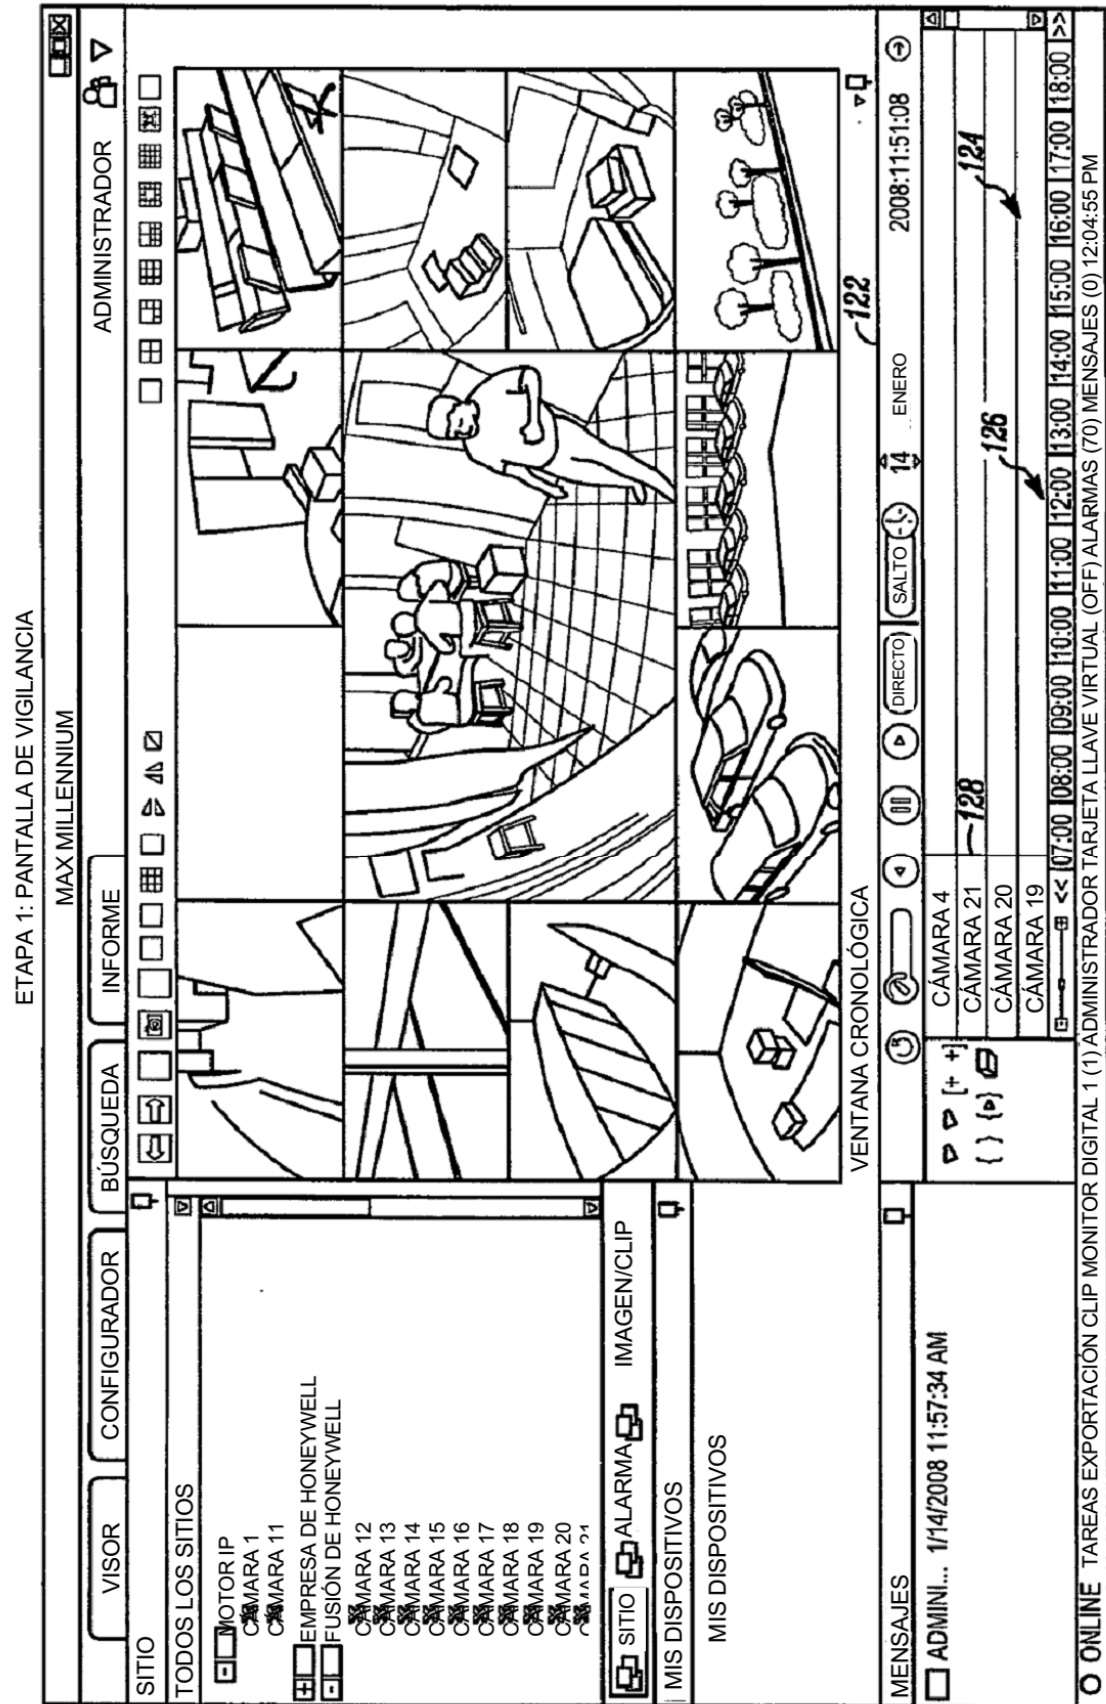 ETAPA 1: PANTALLA DE VIGILANCIA
MAX MILLENNIUM
VISOR
CONFIGURADOR
BÚSQUEDA
INFORME
ADMINISTRADOR
SITIO
TODOS LOS SITIOS
MOTOR IP
CÁMARA 1
CÁMARA 11
EMPRESA DE HONEYWELL
FUSIÓN DE HONEYWELL
CÁMARA 12
CÁMARA 13
CÁMARA 14
CÁMARA 15
CÁMARA 16
CÁMARA 17
CÁMARA 18
CÁMARA 19
CÁMARA 20
CÁMARA 21
SITIO ALARMA IMAGEN/CLIP
MIS DISPOSITIVOS
MIS DISPOSITIVOS
MENSAJES
ADMINI... 1/14/2008 11:57:34 AM
122
VENTANA CRONOLÓGICA
DIRECTO SALTO 14 ENERO 2008:11:51:08
CÁMARA 4
CÁMARA 21
CÁMARA 20
CÁMARA 19
128
126
124
<< 07:00 08:00 09:00 10:00 11:00 12:00 13:00 14:00 15:00 16:00 17:00 18:00 >>
ONLINE TAREAS EXPORTACIÓN CLIP MONITOR DIGITAL 1 (1) ADMINISTRADOR TARJETA LLAVE VIRTUAL (OFF) ALARMAS (70) MENSAJES (0) 12:04:55 PM